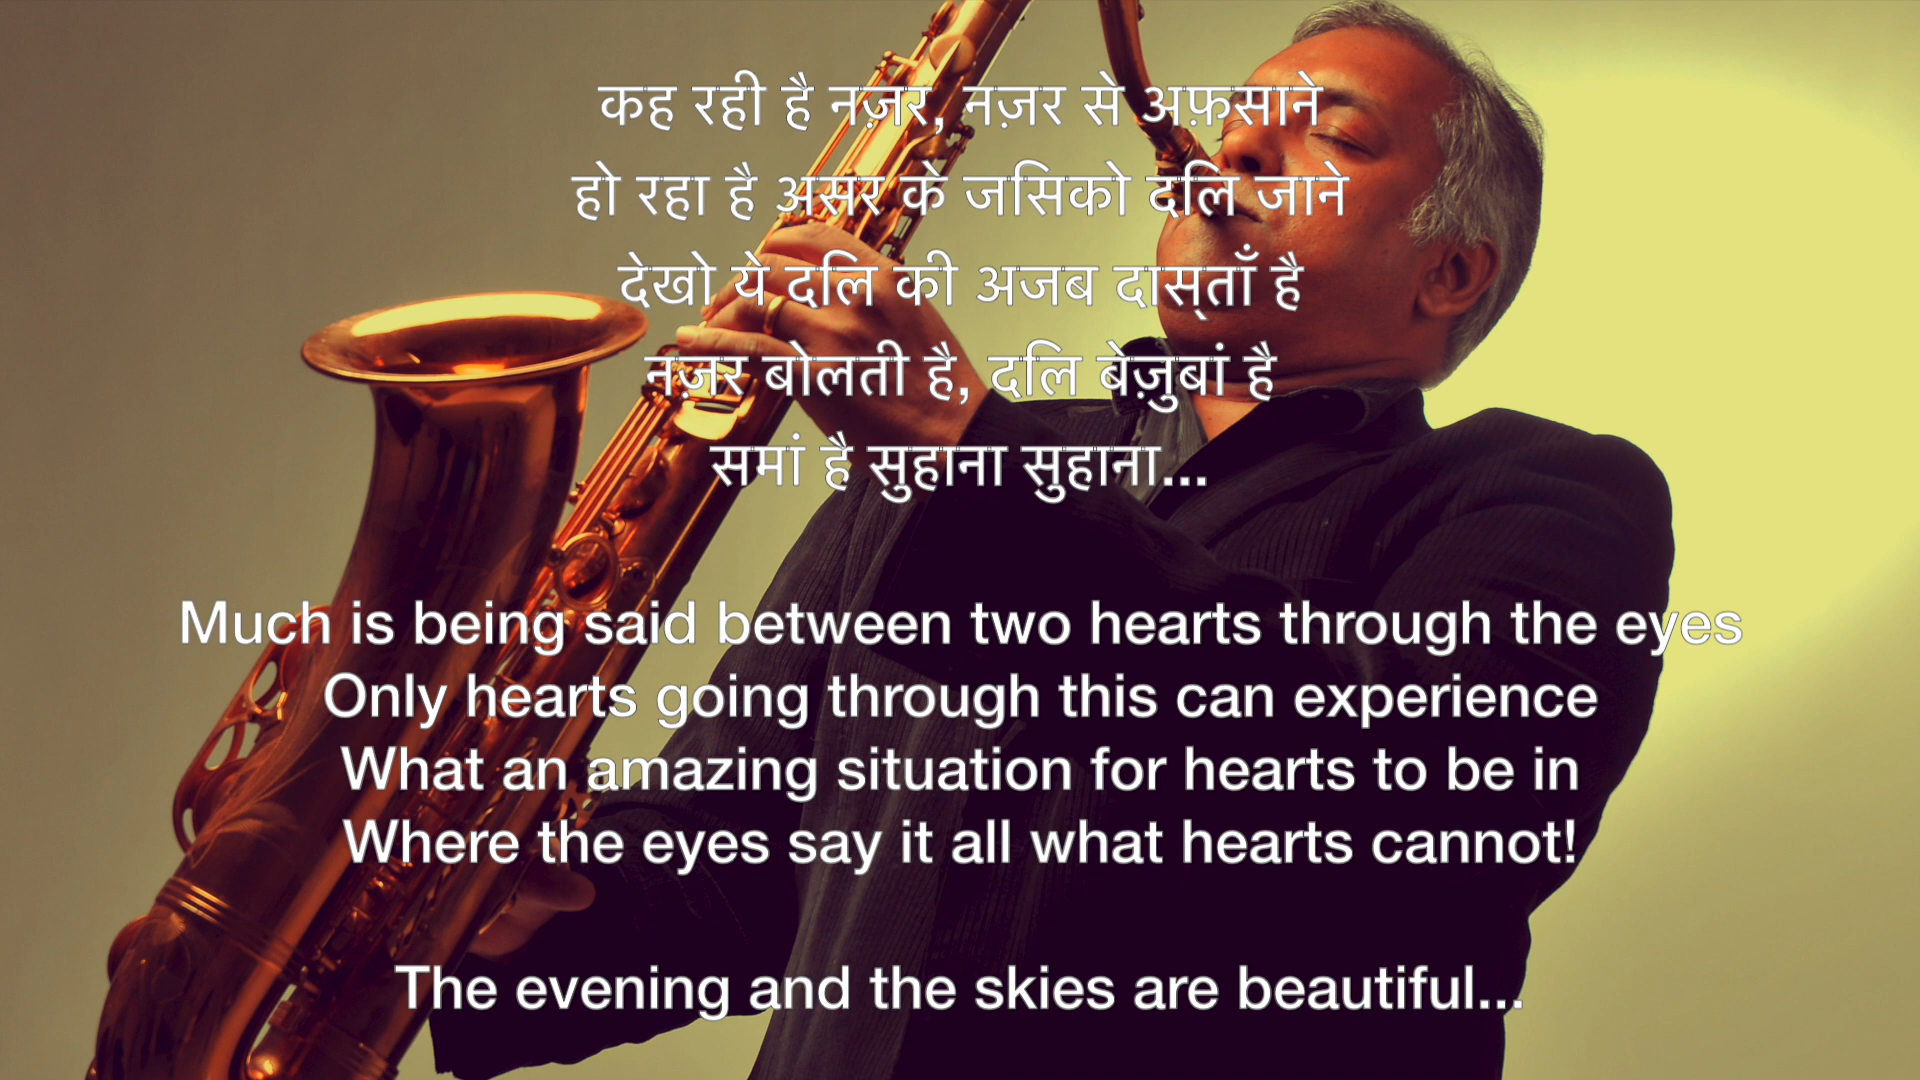 कह रही है नज़र, नज़र से अफ़साने
हो रहा है असर के जसिको दलि जाने
देखो ये दलि की अजब दास्ताँ है
नज़र बोलती है, दलि बेज़ुबां है
समां है सुहाना सुहाना...
Much is being said between two hearts through the eyes
Only hearts going through this can experience
What an amazing situation for hearts to be in
Where the eyes say it all what hearts cannot!
The evening and the skies are beautiful...